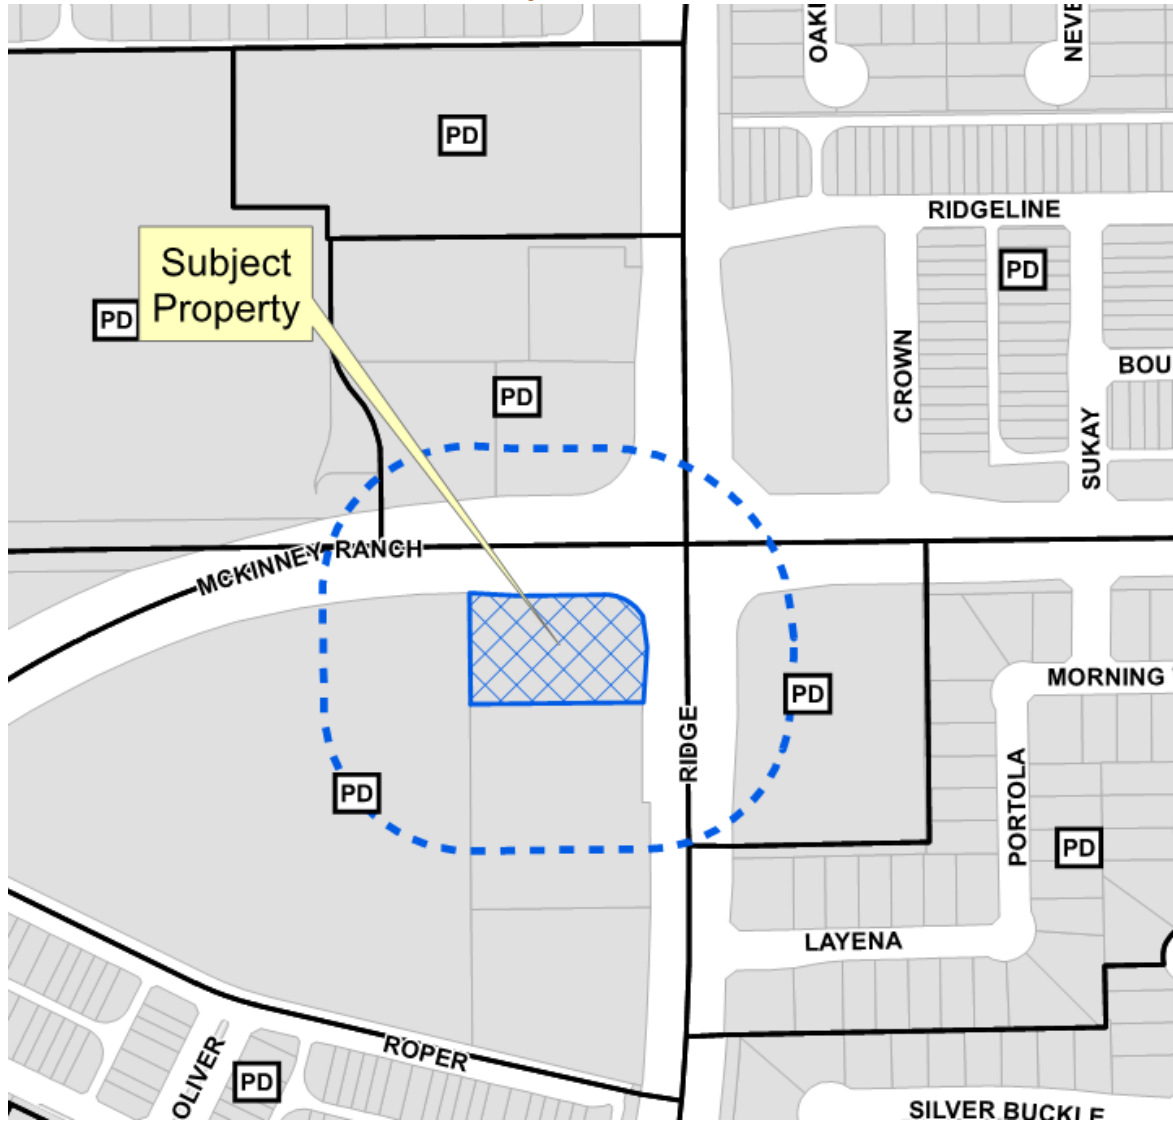 OAKI
NEVE
PD
RIDGELINE
Subject
Property
PD
PD
CROWN
BOU
PD
SUKAY
MCKINNEY RANCH
MORNING
PD
RIDGE
PORTOLA
PD
PD
LAYENA
ROPER
OLIVER
PD
SILVER BUCKLE